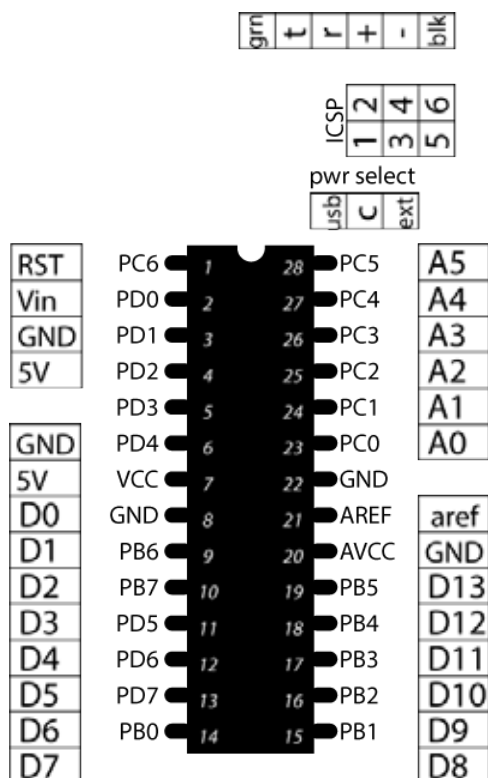 grn t r + - blk
ICSP
2 4 6
1 3 5
pwr select
usb c ext
RST PC6 1 28 PC5 A5
Vin PD0 2 27 PC4 A4
GND PD1 3 26 PC3 A3
5V PD2 4 25 PC2 A2
PD3 5 24 PC1 A1
GND PD4 6 23 PC0 A0
5V VCC 7 22 GND
D0 GND 8 21 AREF aref
D1 PB6 9 20 AVCC GND
D2 PB7 10 19 PB5 D13
D3 PD5 11 18 PB4 D12
D4 PD6 12 17 PB3 D11
D5 PD7 13 16 PB2 D10
D6 PB0 14 15 PB1 D9
D7 D8